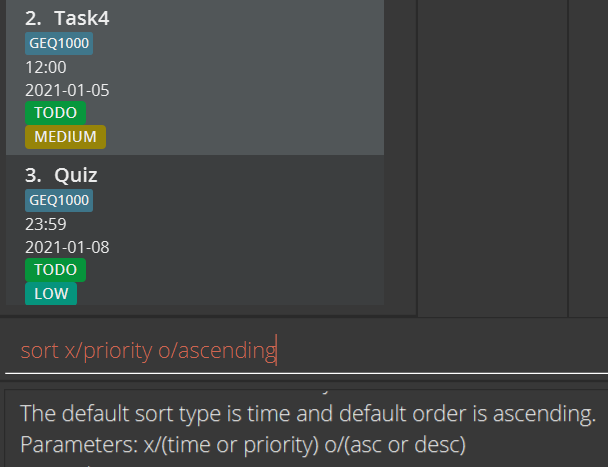 2. Task4
GEQ1000
12:00
2021-01-05
TODO
MEDIUM
3. Quiz
GEQ1000
23:59
2021-01-08
TODO
LOW
sort x/priority o/ascending
The default sort type is time and default order is ascending.
Parameters: x/(time or priority) o/(asc or desc)